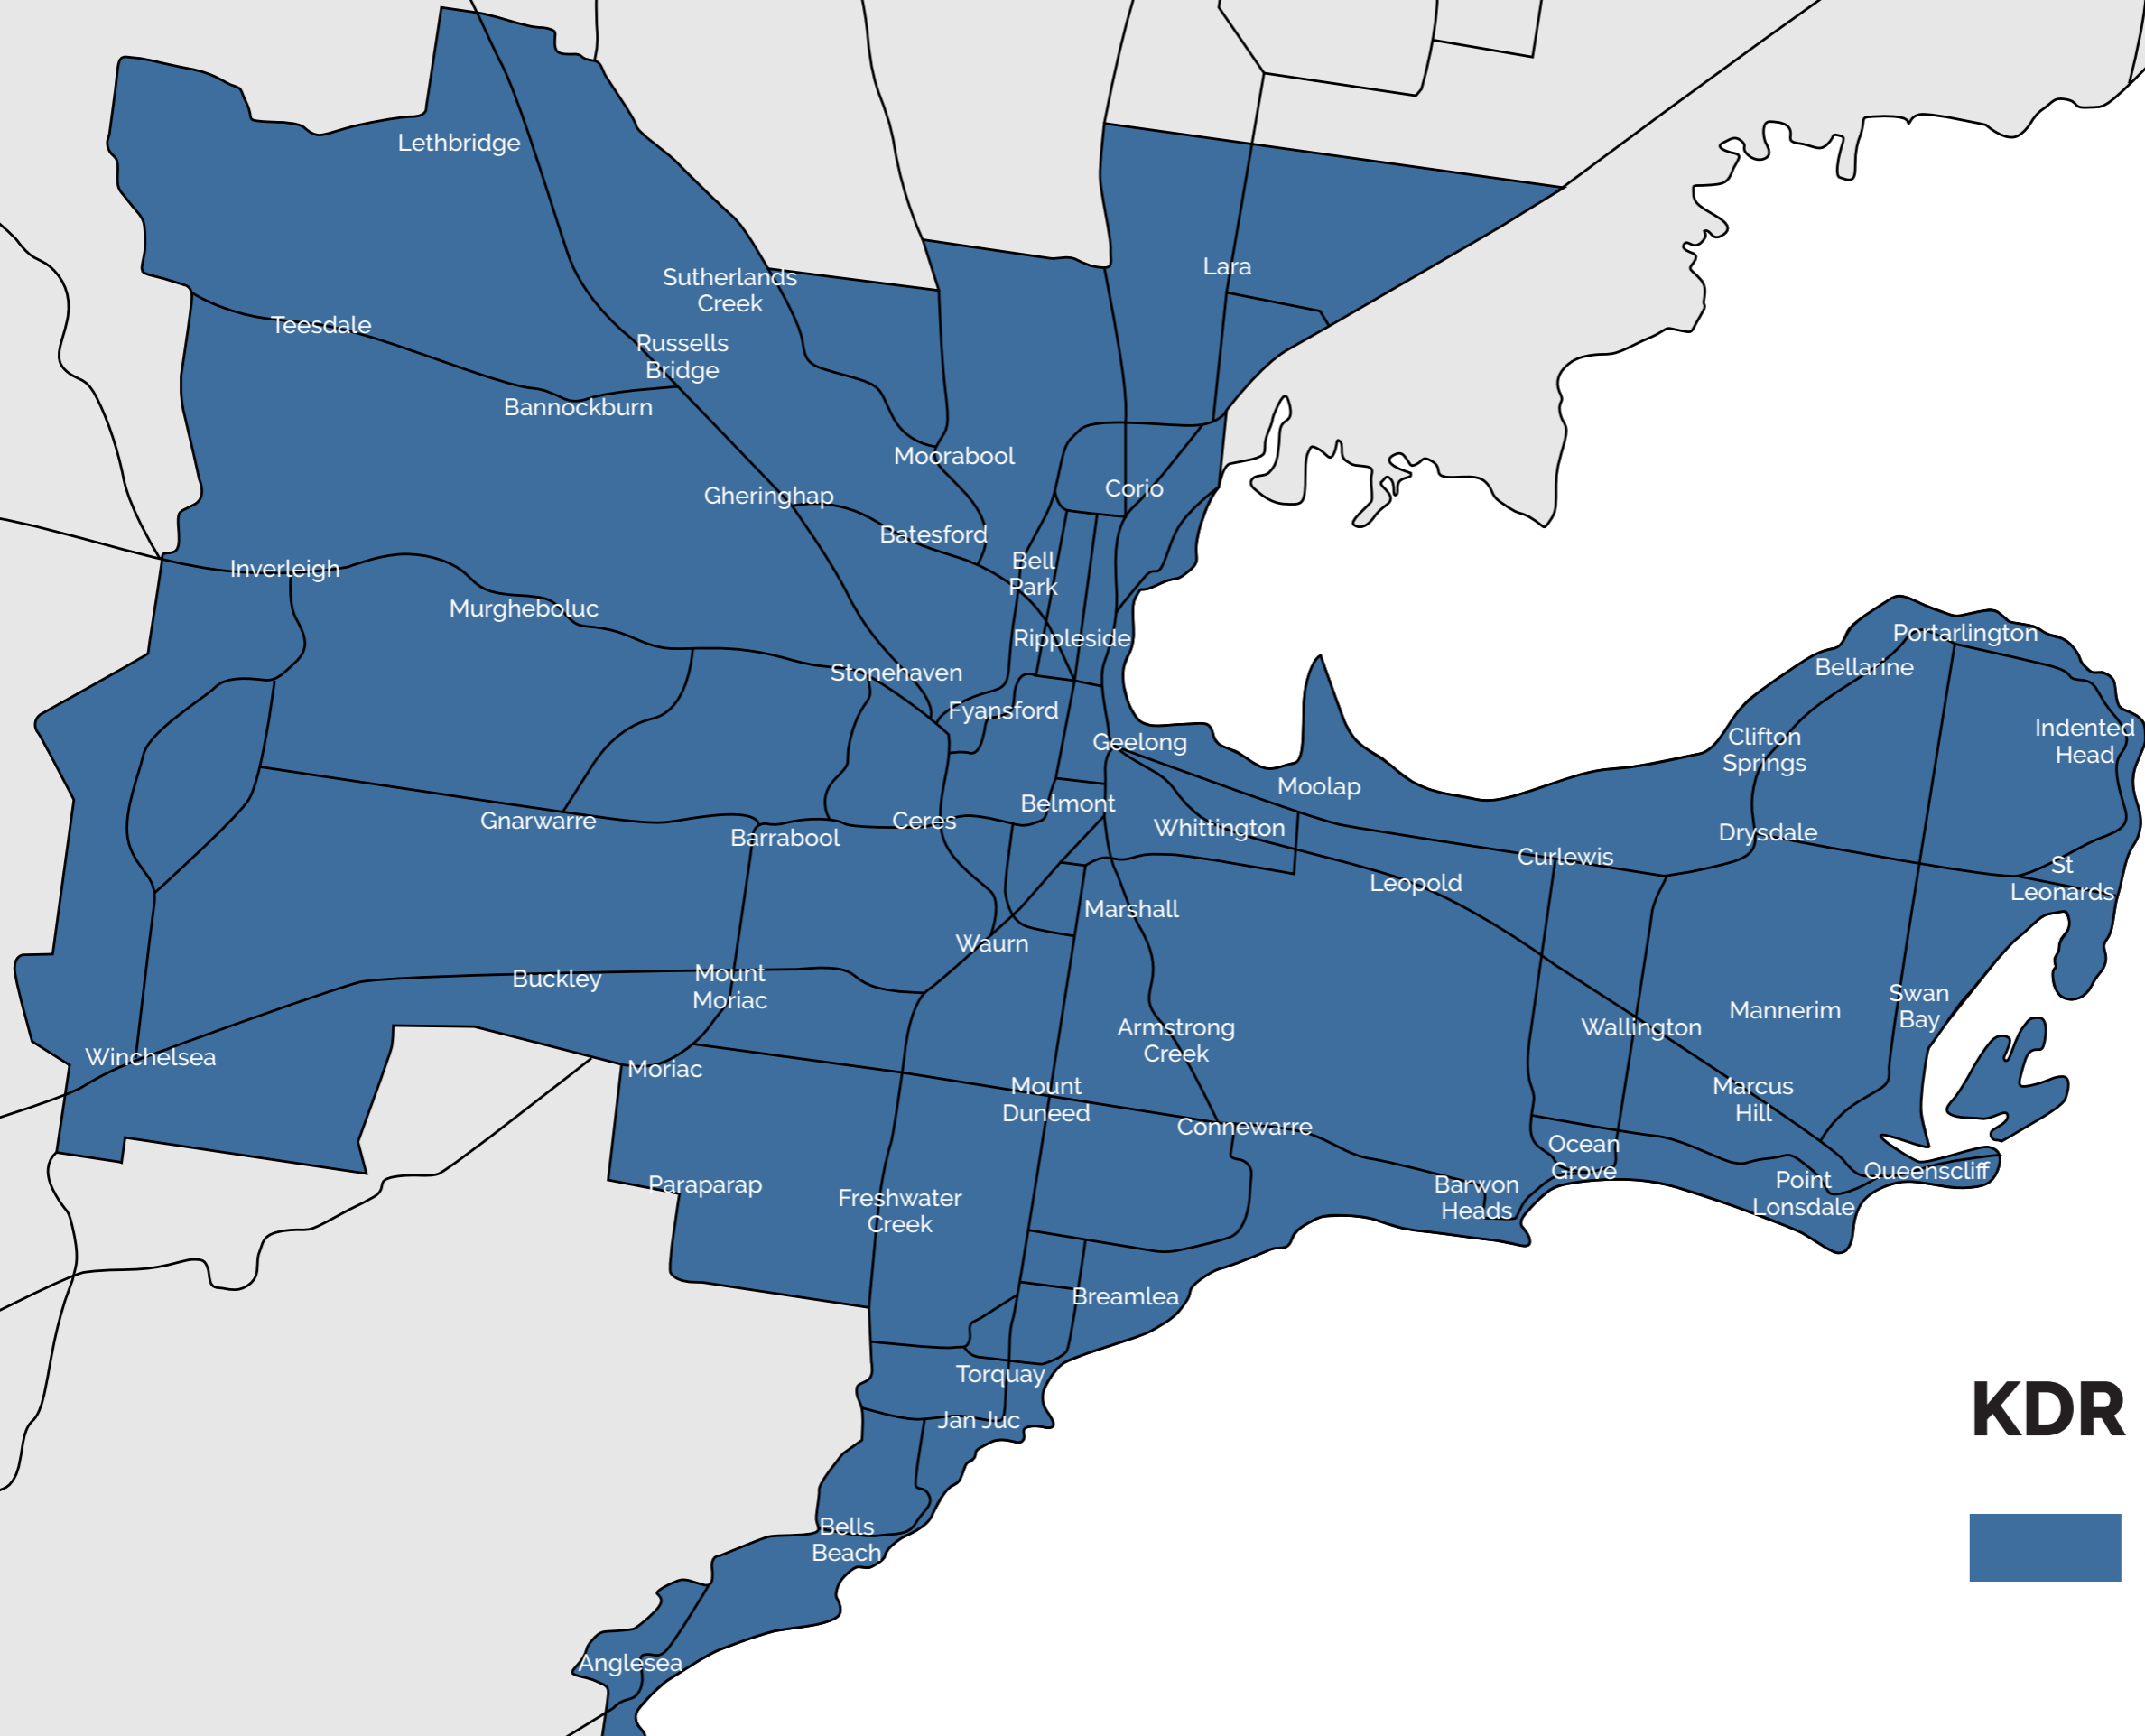 Lethbridge
Sutherlands
Creek
Lara
Teesdale
Russells
Bridge
Bannockburn
Moorabool
Gheringhap
Corio
Batesford
Bell
Park
Inverleigh
Murgheboluc
Rippleside
Portarlington
Bellarine
Stonehaven
Fyansford
Geelong
Clifton
Springs
Indented
Head
Moolap
Belmont
Gnarwarre
Ceres
Whittington
Drysdale
Barrabool
Curlewis
St
Leonards
Leopold
Marshall
Waurn
Buckley
Mount
Moriac
Swan
Bay
Mannerim
Armstrong
Creek
Wallington
Winchelsea
Moriac
Mount
Duneed
Marcus
Hill
Connewarre
Ocean
Grove
Queenscliff
Paraparap
Freshwater
Creek
Barwon
Heads
Point
Lonsdale
Breamlea
Torquay
Jan Juc
KDR
Bells
Beach
Anglesea